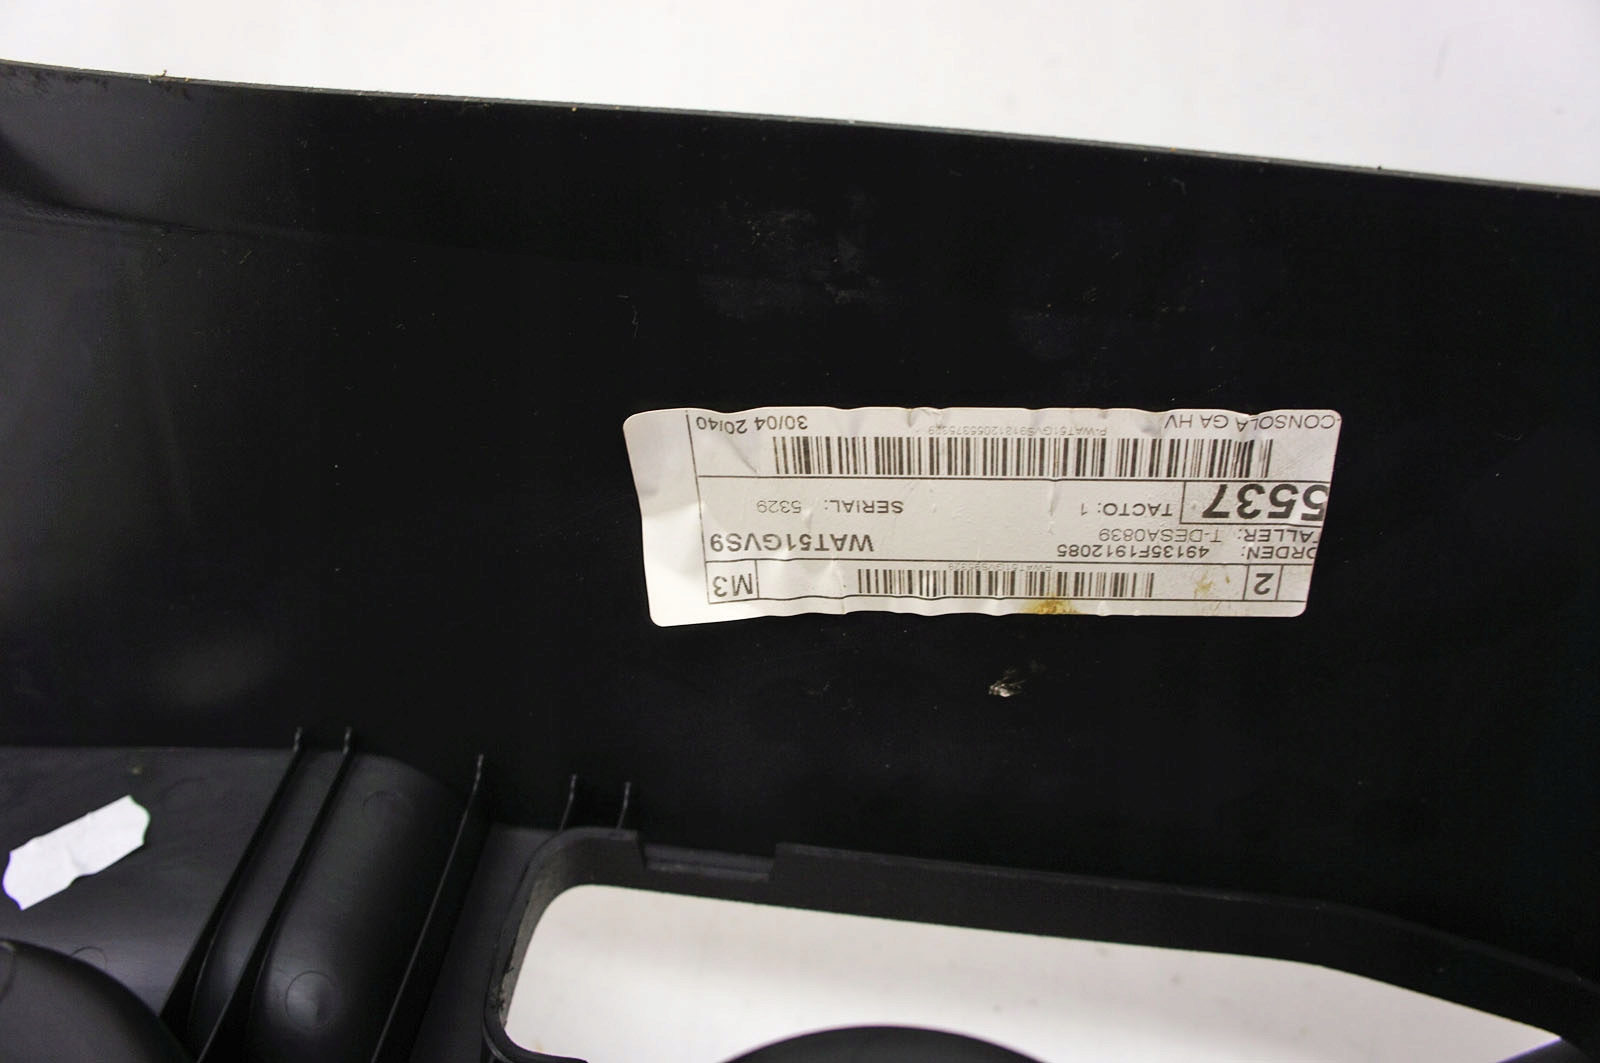 2 M3
P-WAT51GVS95329
ORDEN: 49135F1912085 WAT51GVS9
TALLER: T-DESA0839
5537 TACTO: 1 SERIAL: 5329
-CONSOLA GA HV 30/04 20/40